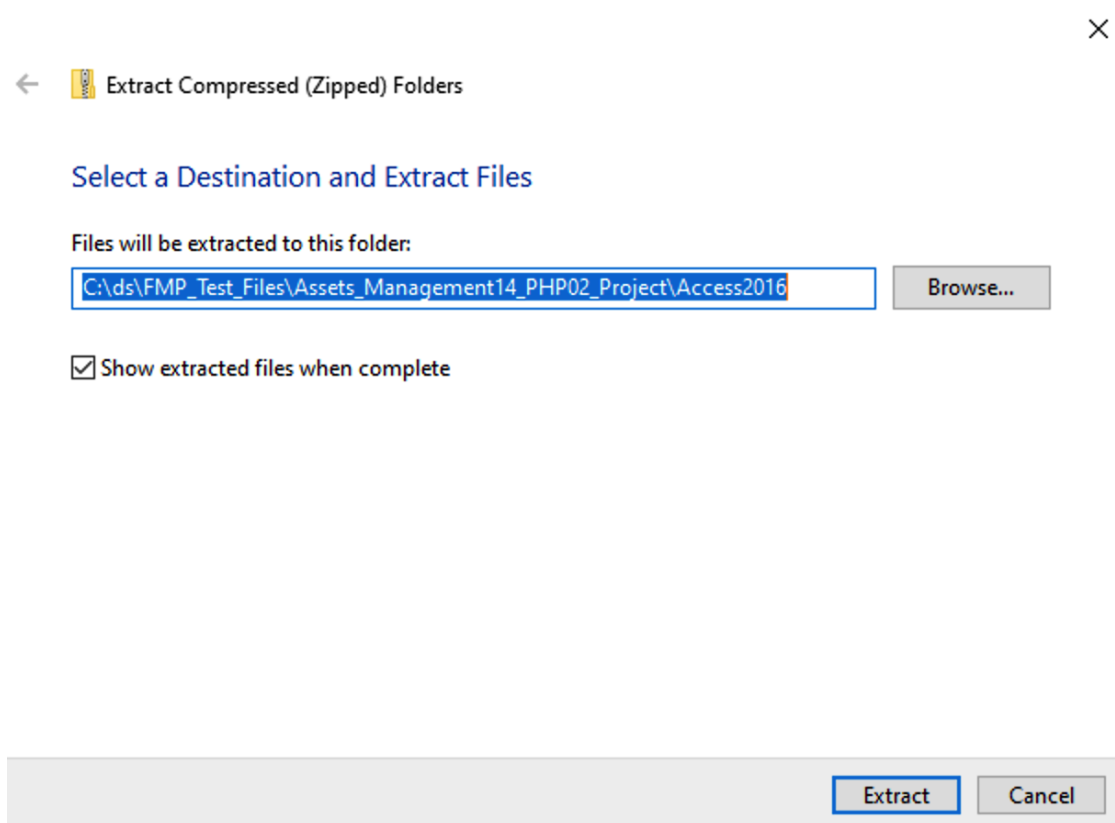 Extract Compressed (Zipped) Folders
Select a Destination and Extract Files
Files will be extracted to this folder:
C:\ds\FMP_Test_Files\Assets_Management14_PHP02_Project\Access2016
Browse...
Show extracted files when complete
Extract
Cancel